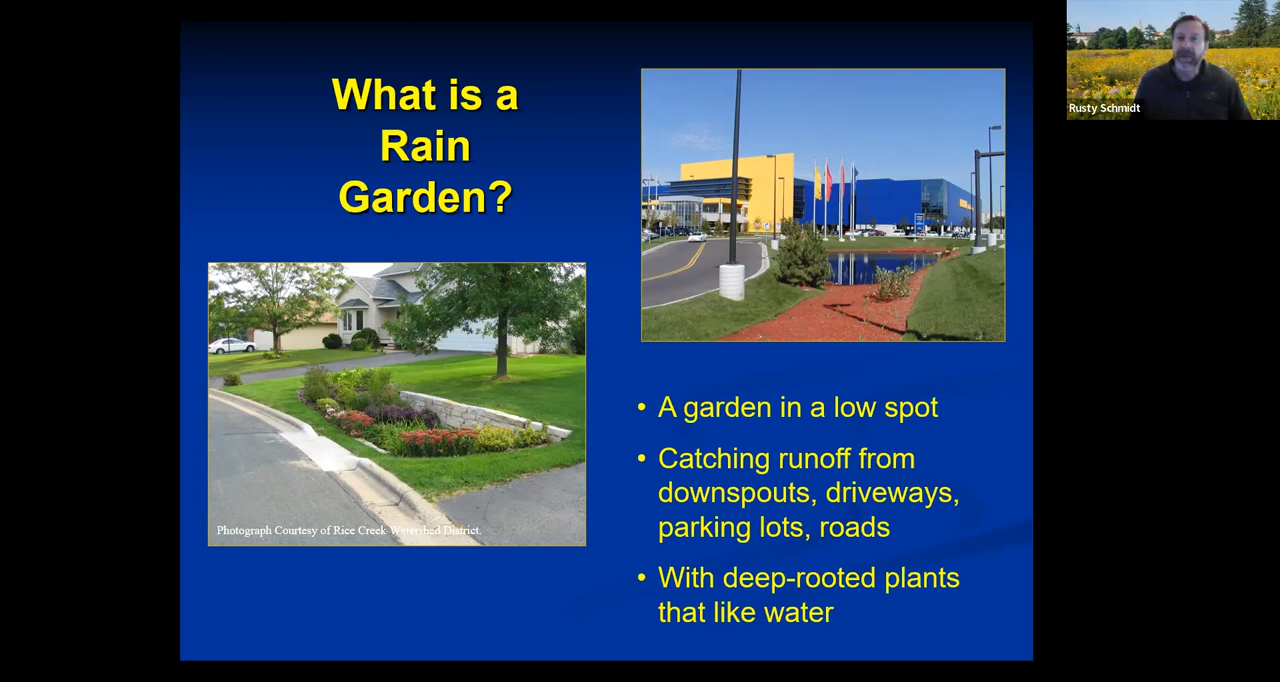 What is a
Rain
Garden?
Photograph Courtesy of Rice Creek Watershed District.
• A garden in a low spot
• Catching runoff from
downspouts, driveways,
parking lots, roads
• With deep-rooted plants
that like water
Rusty Schmidt